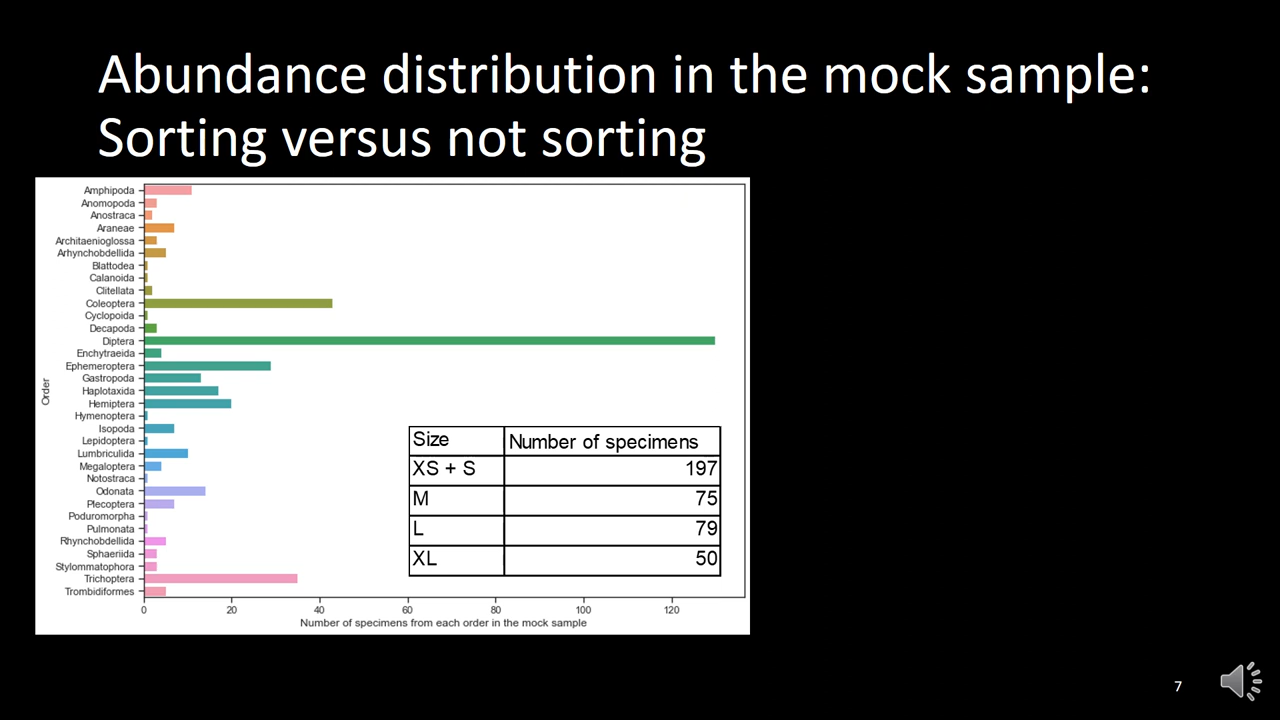 Abundance distribution in the mock sample:
Sorting versus not sorting
Amphipoda
Anomopoda
Anostraca
Araneae
Architaenioglossa
Arhynchobdellida
Blattodea
Calanoida
Clitellata
Coleoptera
Cyclopoida
Decapoda
Diptera
Enchytraeida
Ephemeroptera
Gastropoda
Haplotaxida
Hemiptera
Hymenoptera
Isopoda
Lepidoptera
Lumbriculida
Megaloptera
Notostraca
Odonata
Plecoptera
Poduromorpha
Pulmonata
Rhynchobdellida
Sphaeriida
Stylommatophora
Trichoptera
Trombidiformes
Order
0 20 40 60 80 100 120
Number of specimens from each order in the mock sample
Size Number of specimens
XS + S 197
M 75
L 79
XL 50
7